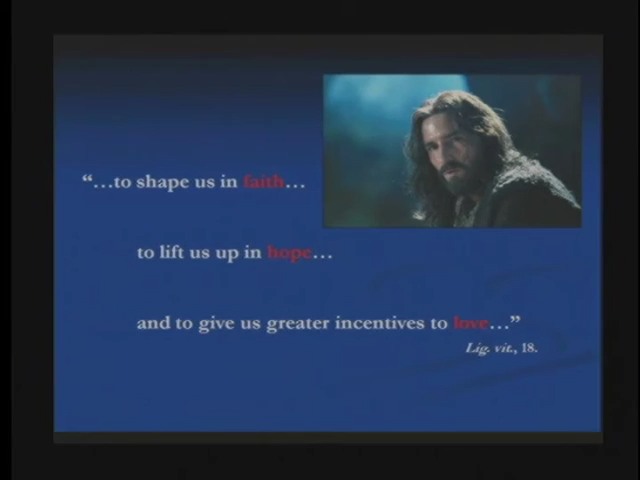 “…to shape us in faith…
to lift us up in hope…
and to give us greater incentives to love…”
Lig. vit., 18.